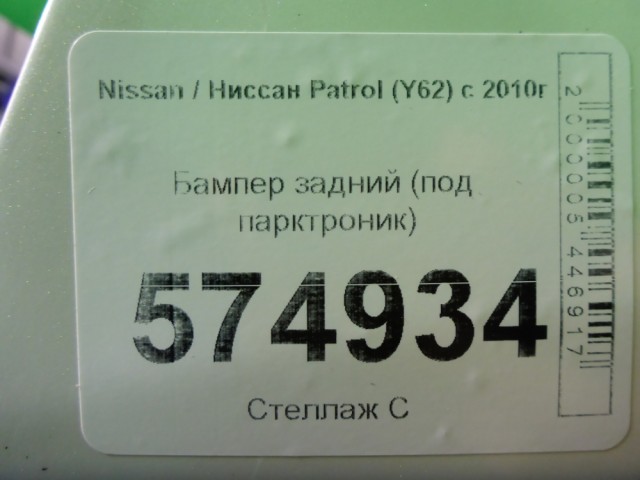 Nissan / Ниссан Patrol (Y62) с 2010г
Бампер задний (под
парктроник)
574934
Стеллаж С
2000005446917